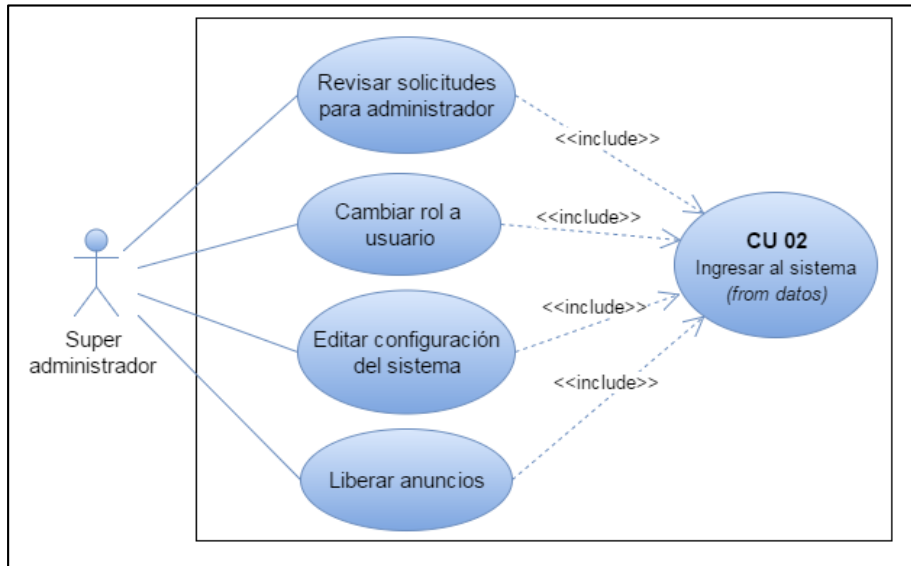 Revisar solicitudes
para administrador
<<include>>
Cambiar rol a
usuario
<<include>>
CU 02
Ingresar al sistema
(from datos)
Super
administrador
Editar configuración
del sistema
<<include>>
<<include>>
Liberar anuncios